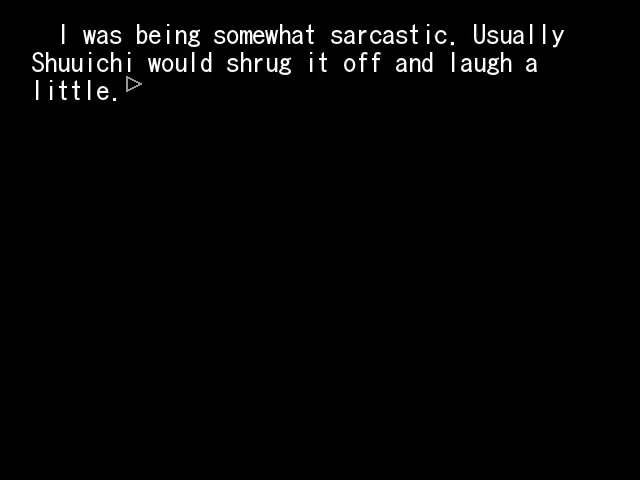 I was being somewhat sarcastic. Usually
Shuuichi would shrug it off and laugh a
little.